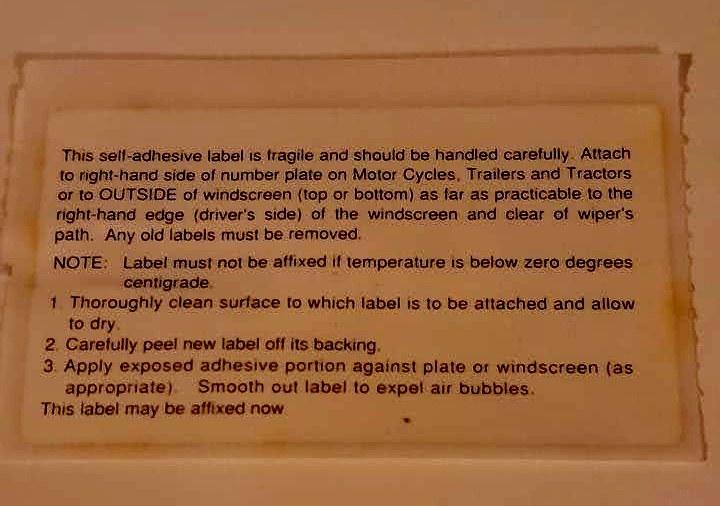 This self-adhesive label is fragile and should be handled carefully. Attach
to right-hand side of number plate on Motor Cycles, Trailers and Tractors
or to OUTSIDE of windscreen (top or bottom) as far as practicable to the
right-hand edge (driver's side) of the windscreen and clear of wiper's
path. Any old labels must be removed.
NOTE: Label must not be affixed if temperature is below zero degrees
centigrade.
1. Thoroughly clean surface to which label is to be attached and allow
to dry.
2. Carefully peel new label off its backing.
3. Apply exposed adhesive portion against plate or windscreen (as
appropriate). Smooth out label to expel air bubbles.
This label may be affixed now